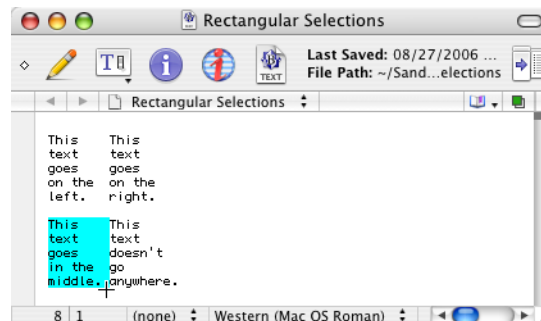 Rectangular Selections
TEXT
Last Saved: 08/27/2006 ...
File Path: ~/Sand...elections
Rectangular Selections
This This
text text
goes goes
on the on the
left. right.
This This
text text
goes doesn't
in the go
middle. anywhere.
8 1 (none) Western (Mac OS Roman)